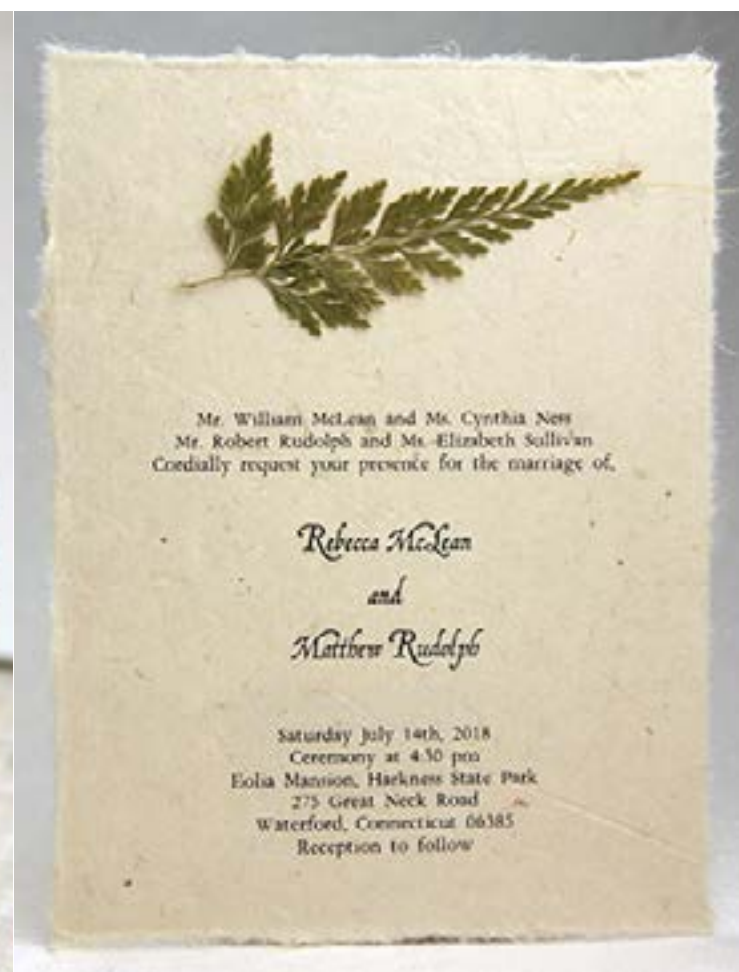 Mr. William McLean and Ms. Cynthia Ness
Mr. Robert Rudolph and Ms. Elizabeth Sullivan
Cordially request your presence for the marriage of,
Rebecca McLean
and
Matthew Rudolph
Saturday July 14th, 2018
Ceremony at 4.30 pm
Eolia Mansion, Harkness State Park
275 Great Neck Road
Waterford, Connecticut 06385
Reception to follow